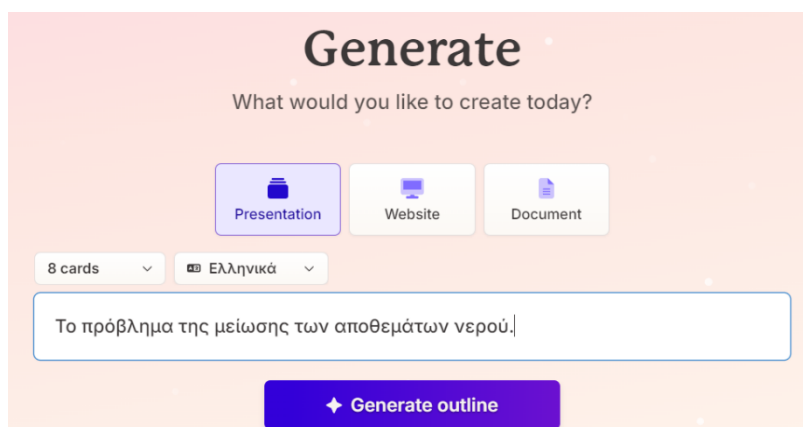 Generate
What would you like to create today?
Presentation Website Document
8 cards Ελληνικά
Το πρόβλημα της μείωσης των αποθεμάτων νερού.
Generate outline